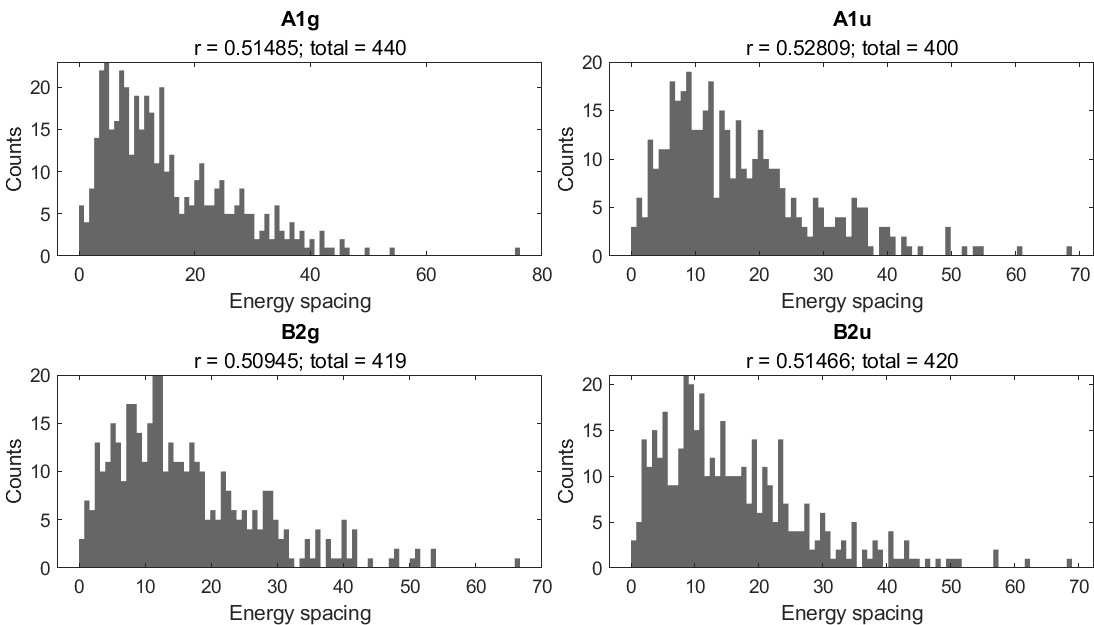 A1g
r = 0.51485; total = 440
20
15
10
5
0
Counts
0 20 40 60 80
Energy spacing
A1u
r = 0.52809; total = 400
20
15
10
5
0
Counts
0 10 20 30 40 50 60 70
Energy spacing
B2g
r = 0.50945; total = 419
20
15
10
5
0
Counts
0 10 20 30 40 50 60 70
Energy spacing
B2u
r = 0.51466; total = 420
20
15
10
5
0
Counts
0 10 20 30 40 50 60 70
Energy spacing